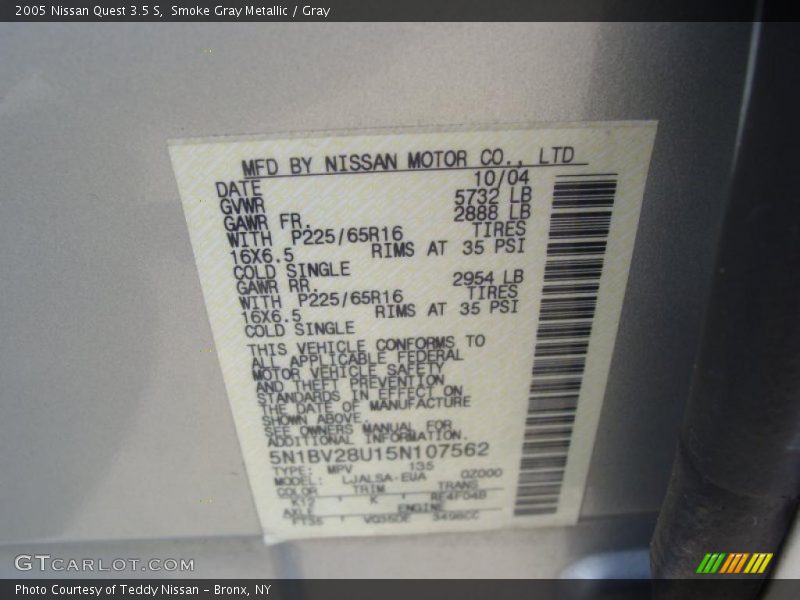 2005 Nissan Quest 3.5 S, Smoke Gray Metallic / Gray
MFD BY NISSAN MOTOR CO., LTD
DATE 10/04
GVWR 5732 LB
GAWR FR. 2888 LB
WITH P225/65R16 TIRES
16X6.5 RIMS AT 35 PSI
COLD SINGLE
GAWR RR. 2954 LB
WITH P225/65R16 TIRES
16X6.5 RIMS AT 35 PSI
COLD SINGLE
THIS VEHICLE CONFORMS TO
ALL APPLICABLE FEDERAL
MOTOR VEHICLE SAFETY
AND THEFT PREVENTION
STANDARDS IN EFFECT ON
THE DATE OF MANUFACTURE
SHOWN ABOVE.
SEE OWNERS MANUAL FOR
ADDITIONAL INFORMATION.
5N1BV28U15N107562
TYPE: MPV 135
MODEL: LJALSA-EUA 0Z000
COLOR TRIM TRANS
K12 K RE4F04B
AXLE ENGINE
FT35 VQ35DE 3498CC
GTCARLOT.COM
Photo Courtesy of Teddy Nissan - Bronx, NY